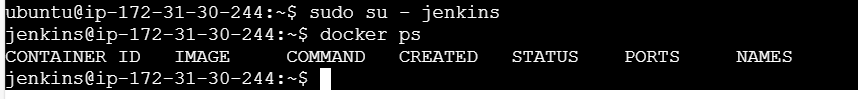 ubuntu@ip-172-31-30-244:~$ sudo su - jenkins
jenkins@ip-172-31-30-244:~$ docker ps
CONTAINER ID   IMAGE     COMMAND   CREATED   STATUS    PORTS     NAMES
jenkins@ip-172-31-30-244:~$